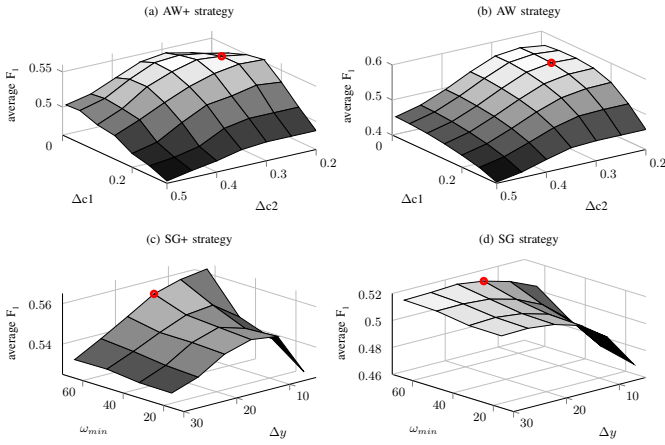 (a) AW+ strategy
(b) AW strategy
average F₁
0.55
0.5
0
0.2
Δc1
0.5
0.4
0.3
0.2
Δc2
average F₁
0.6
0.5
0.4
0
0.2
Δc1
0.5
0.4
0.3
0.2
Δc2
(c) SG+ strategy
(d) SG strategy
average F₁
0.56
0.54
60
40
20
ω_min
30
20
10
Δy
average F₁
0.52
0.5
0.48
0.46
60
40
20
ω_min
30
20
10
Δy